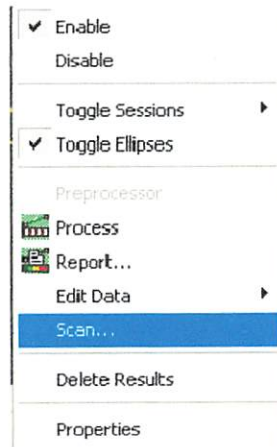 Enable
Disable
Toggle Sessions
Toggle Ellipses
Preprocessor
Process
Report...
Edit Data
Scan...
Delete Results
Properties